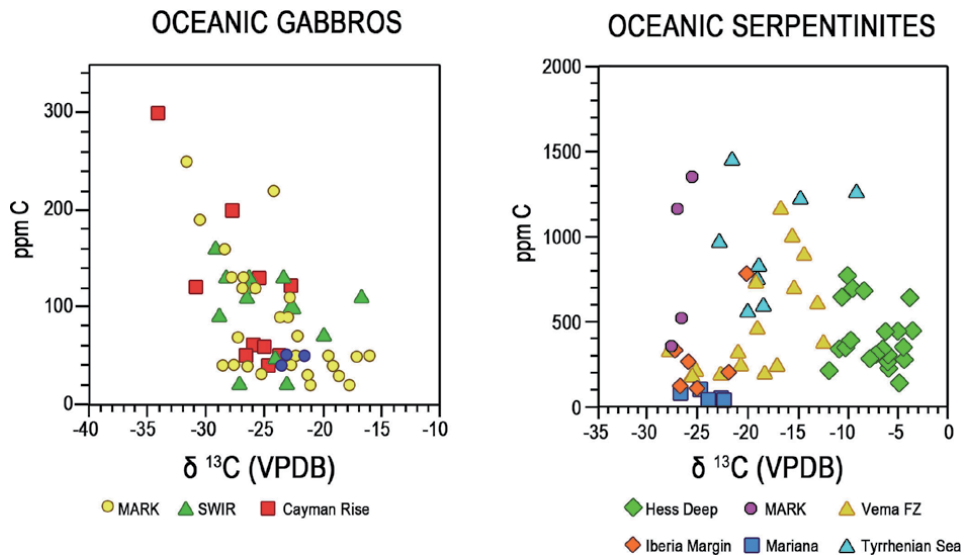 OCEANIC GABBROS
ppm C
300
200
100
0
-40 -35 -30 -25 -20 -15 -10
δ ¹³C (VPDB)
MARK SWIR Cayman Rise
OCEANIC SERPENTINITES
ppm C
2000
1500
1000
500
0
-35 -30 -25 -20 -15 -10 -5 0
δ ¹³C (VPDB)
Hess Deep MARK Vema FZ
Iberia Margin Mariana Tyrrhenian Sea